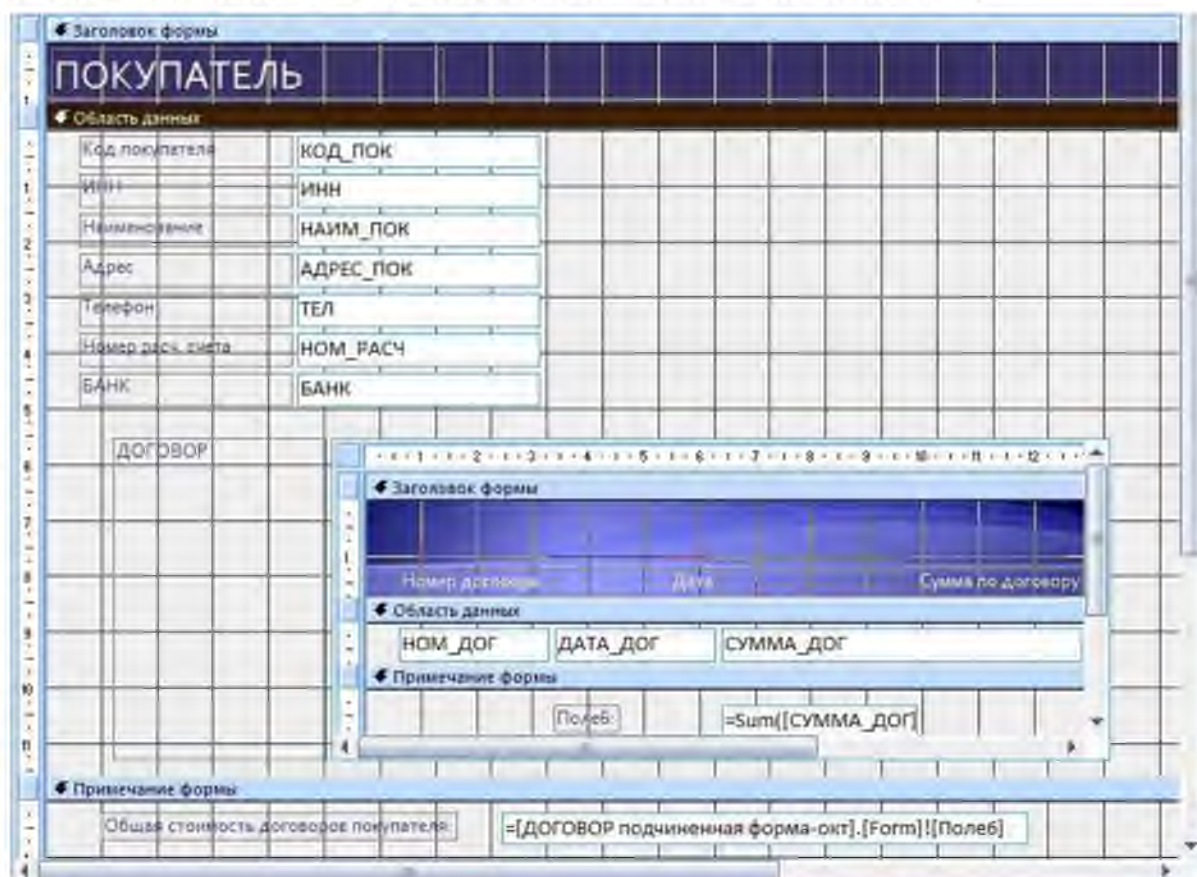 Заголовок формы
ПОКУПАТЕЛЬ
Область данных
Код покупателя КОД_ПОК
ИНН ИНН
Наименование НАИМ_ПОК
Адрес АДРЕС_ПОК
Телефон ТЕЛ
Номер расч. счета НОМ_РАСЧ
БАНК БАНК
ДОГОВОР
Заголовок формы
Номер договора Дата Сумма по договору
Область данных
НОМ_ДОГ ДАТА_ДОГ СУММА_ДОГ
Примечание формы
Поле6: =Sum([СУММА_ДОГ]
Примечание формы
Общая стоимость договоров покупателя: =[ДОГОВОР подчиненная форма-окт].[Form]![Поле6]